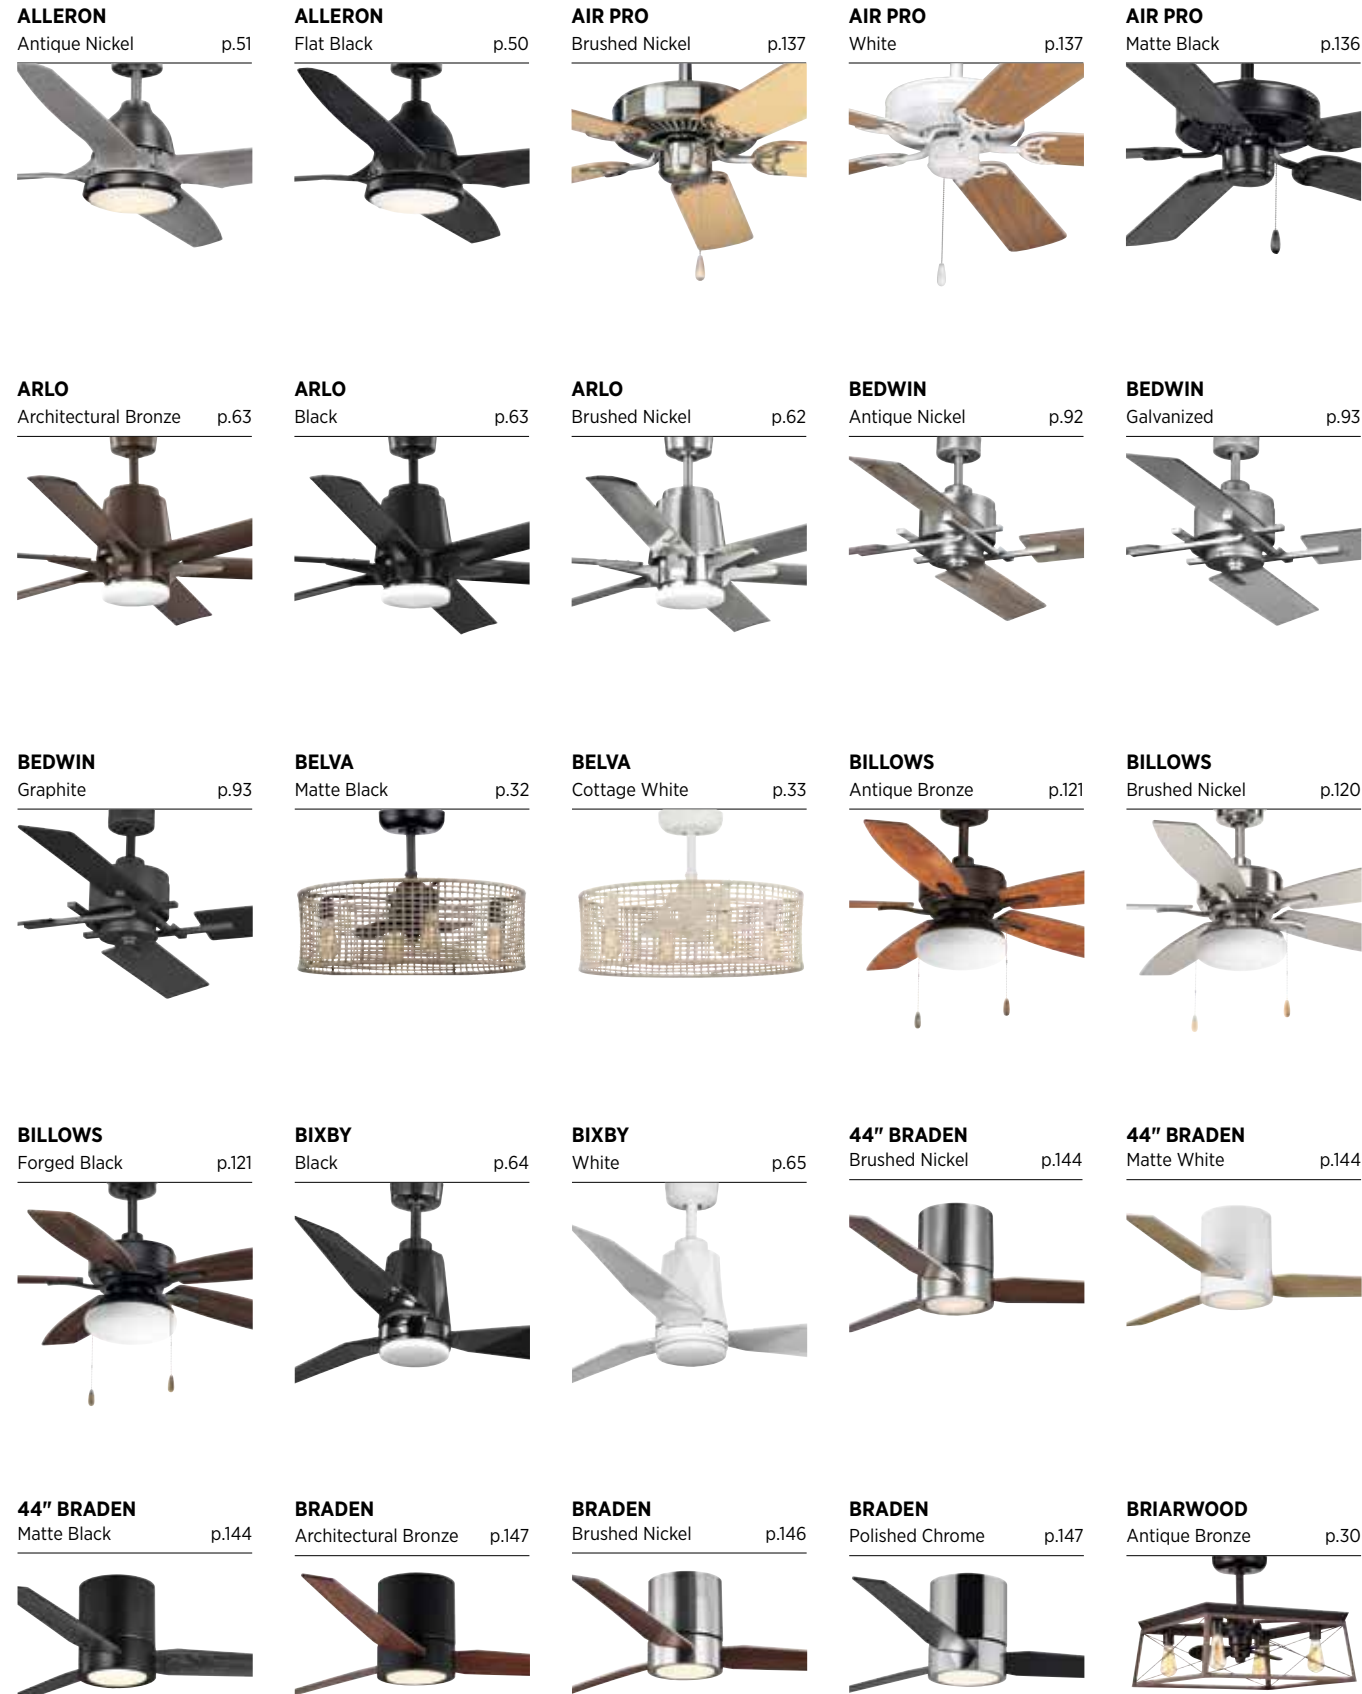 ALLERON
Antique Nickel p.51
ALLERON
Flat Black p.50
AIR PRO
Brushed Nickel p.137
AIR PRO
White p.137
AIR PRO
Matte Black p.136
ARLO
Architectural Bronze p.63
ARLO
Black p.63
ARLO
Brushed Nickel p.62
BEDWIN
Antique Nickel p.92
BEDWIN
Galvanized p.93
BEDWIN
Graphite p.93
BELVA
Matte Black p.32
BELVA
Cottage White p.33
BILLOWS
Antique Bronze p.121
BILLOWS
Brushed Nickel p.120
BILLOWS
Forged Black p.121
BIXBY
Black p.64
BIXBY
White p.65
44" BRADEN
Brushed Nickel p.144
44" BRADEN
Matte White p.144
44" BRADEN
Matte Black p.144
BRADEN
Architectural Bronze p.147
BRADEN
Brushed Nickel p.146
BRADEN
Polished Chrome p.147
BRIARWOOD
Antique Bronze p.30